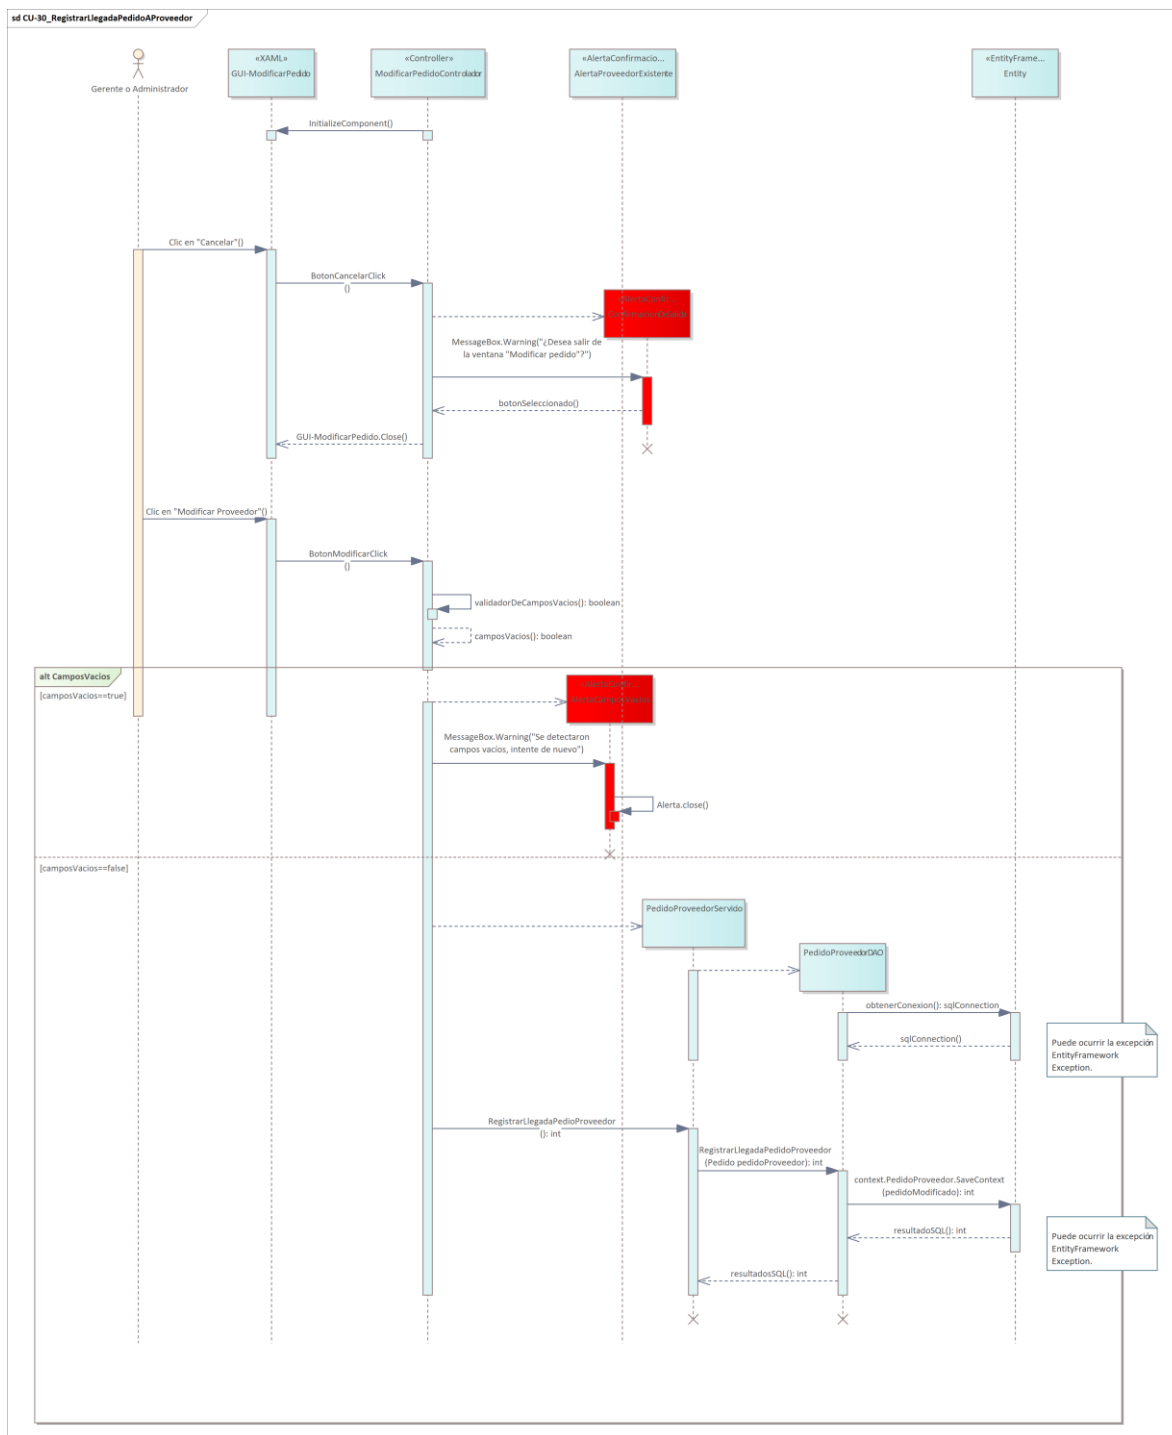 sd CU-30_RegistrarLlegadaPedidoAProveedor
Gerente o Administrador
«XAML»
GUI-ModificarPedido
«Controller»
ModificarPedidoControlador
«AlertaConfirmacio...
AlertaProveedorExistente
«EntityFrame...
Entity
InitializeComponent()
Clic en "Cancelar"()
BotonCancelarClick
()
MessageBox.Warning("¿Desea salir de
la ventana "Modificar pedido"?")
botonSeleccionado()
GUI-ModificarPedido.Close()
Clic en "Modificar Proveedor"()
BotonModificarClick
()
validadorDeCamposVacios(): boolean
camposVacios(): boolean
alt CamposVacios
[camposVacios==true]
MessageBox.Warning("Se detectaron
campos vacíos, intente de nuevo")
Alerta.close()
[camposVacios==false]
PedidoProveedorServido
PedidoProveedorDAO
obtenerConexion(): sqlConnection
sqlConnection()
Puede ocurrir la excepción
EntityFramework
Exception.
RegistrarLlegadaPedioProveedor
(): int
RegistrarLlegadaPedidoProveedor
(Pedido pedidoProveedor): int
context.PedidoProveedor.SaveContext
(pedidoModificado): int
resultadoSQL(): int
Puede ocurrir la excepción
EntityFramework
Exception.
resultadosSQL(): int